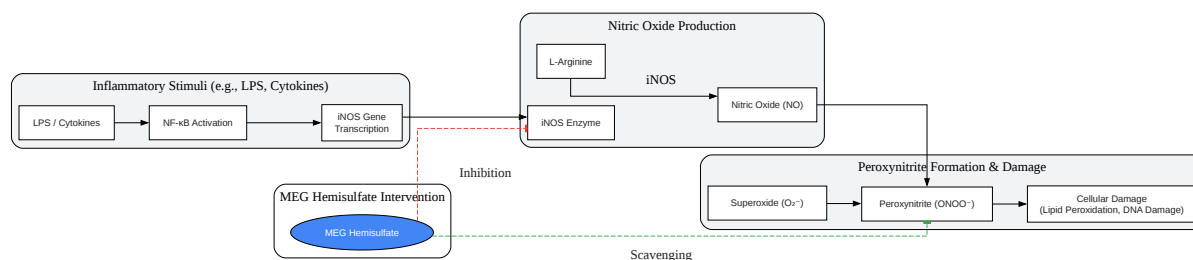 Nitric Oxide Production
L-Arginine
iNOS
Nitric Oxide (NO)
iNOS Enzyme
Inflammatory Stimuli (e.g., LPS, Cytokines)
LPS / Cytokines
NF-κB Activation
iNOS Gene
Transcription
Inhibition
Peroxynitrite Formation & Damage
Superoxide (O₂⁻)
Peroxynitrite (ONOO⁻)
Cellular Damage
(Lipid Peroxidation, DNA Damage)
MEG Hemisulfate Intervention
MEG Hemisulfate
Scavenging